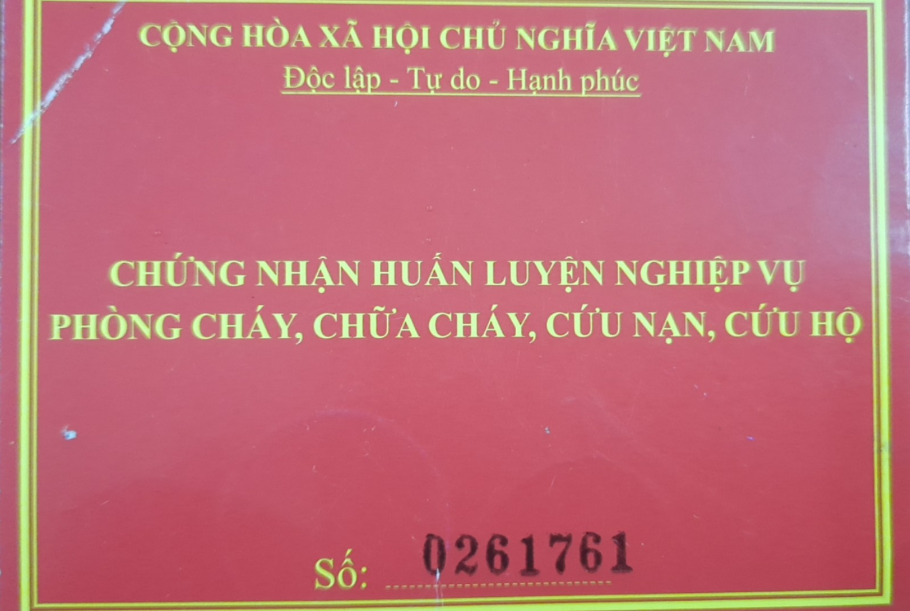 CỘNG HÒA XÃ HỘI CHỦ NGHĨA VIỆT NAM
Độc lập - Tự do - Hạnh phúc
CHỨNG NHẬN HUẤN LUYỆN NGHIỆP VỤ
PHÒNG CHÁY, CHỮA CHÁY, CỨU NẠN, CỨU HỘ
Số: 0261761